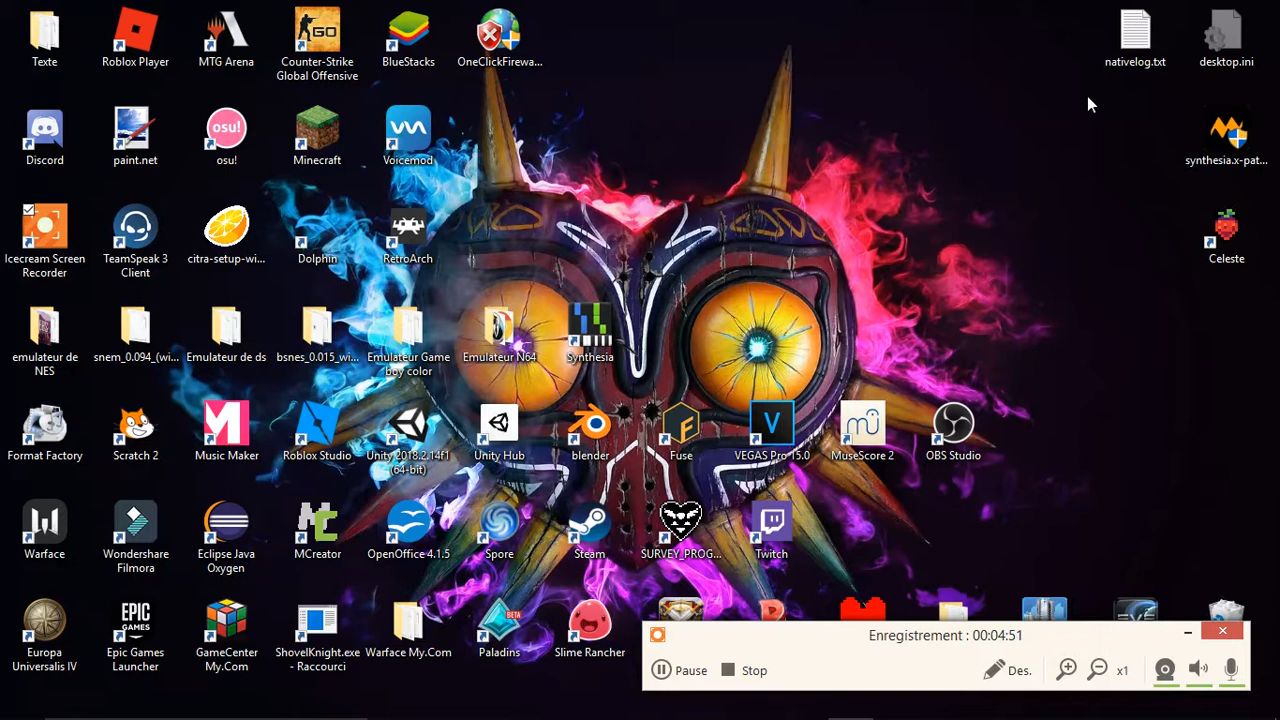 Texte
Roblox Player
MTG Arena
Counter-Strike
Global Offensive
GO
BlueStacks
OneClickFirewa...
nativelog.txt
desktop.ini
Discord
paint.net
osu!
osu!
Minecraft
Voicemod
synthesia.x-pat...
Icecream Screen
Recorder
TeamSpeak 3
Client
citra-setup-wi...
Dolphin
RetroArch
Celeste
emulateur de
NES
snem_0.094_(wi...
Emulateur de ds
bsnes_0.015_wi...
Emulateur Game
boy color
Emulateur N64
Synthesia
Format Factory
Scratch 2
Music Maker
Roblox Studio
Unity 2018.2.14f1
(64-bit)
Unity Hub
blender
Fuse
VEGAS Pro 15.0
MuseScore 2
OBS Studio
Warface
Wondershare
Filmora
Eclipse Java
Oxygen
MCreator
OpenOffice 4.1.5
Spore
Steam
SURVEY_PROG...
Twitch
EPIC
GAMES
BETA
Europa
Universalis IV
Epic Games
Launcher
GameCenter
My.Com
ShovelKnight.exe
- Raccourci
Warface My.Com
Paladins
Slime Rancher
Enregistrement : 00:04:51
Pause
Stop
Des.
x1